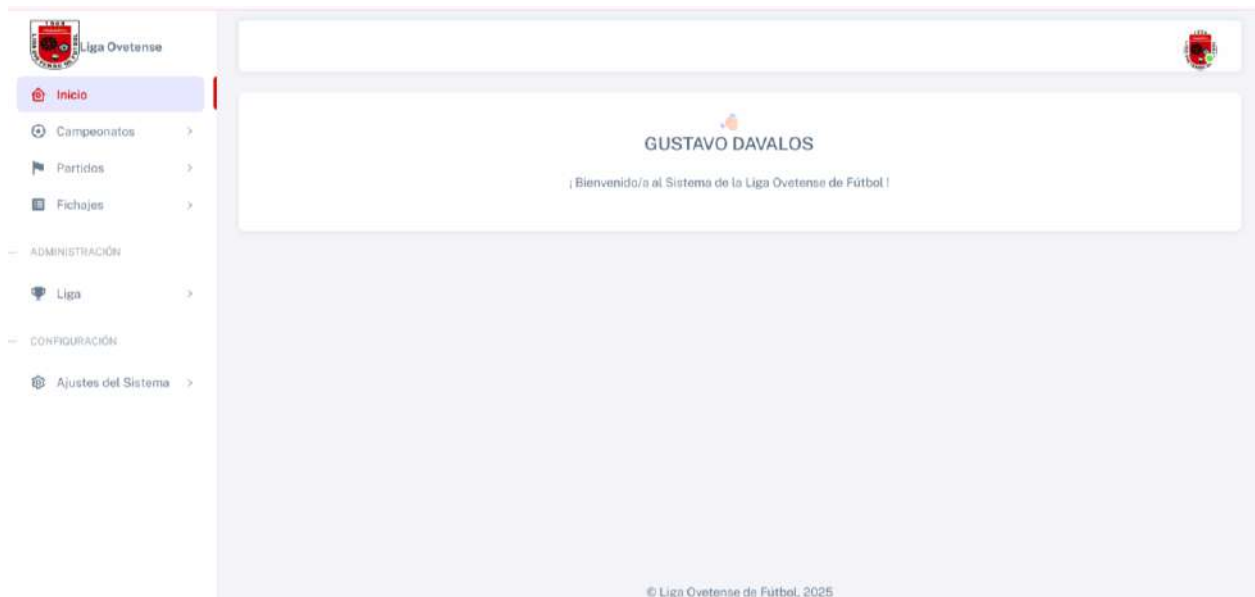 Liga Ovetense
Inicio
Campeonatos
Partidos
Fichajes
ADMINISTRACIÓN
Liga
CONFIGURACIÓN
Ajustes del Sistema
GUSTAVO DAVALOS
¡ Bienvenido/a al Sistema de la Liga Ovetense de Fútbol !
© Liga Ovetense de Fútbol, 2025